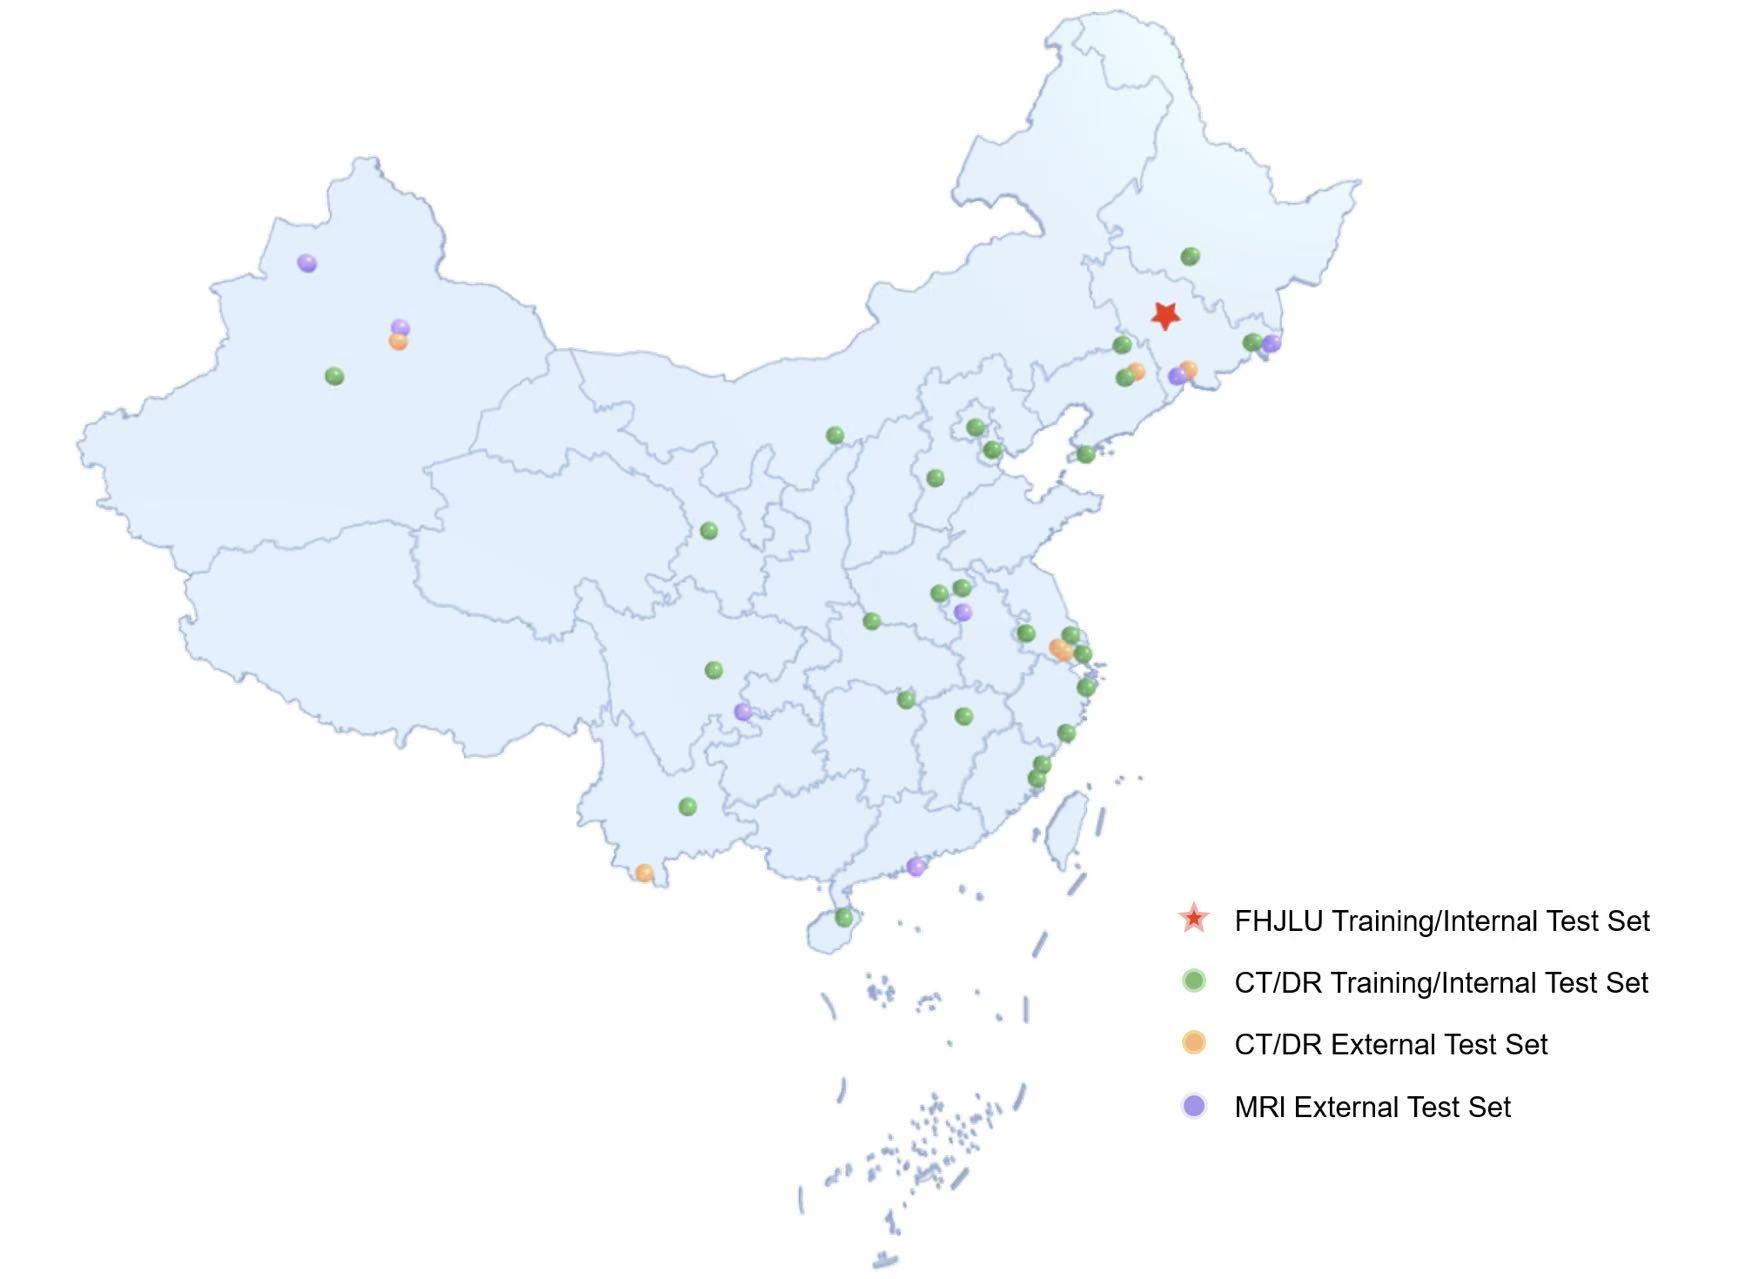 FHJLU Training/Internal Test Set
CT/DR Training/Internal Test Set
CT/DR External Test Set
MRI External Test Set